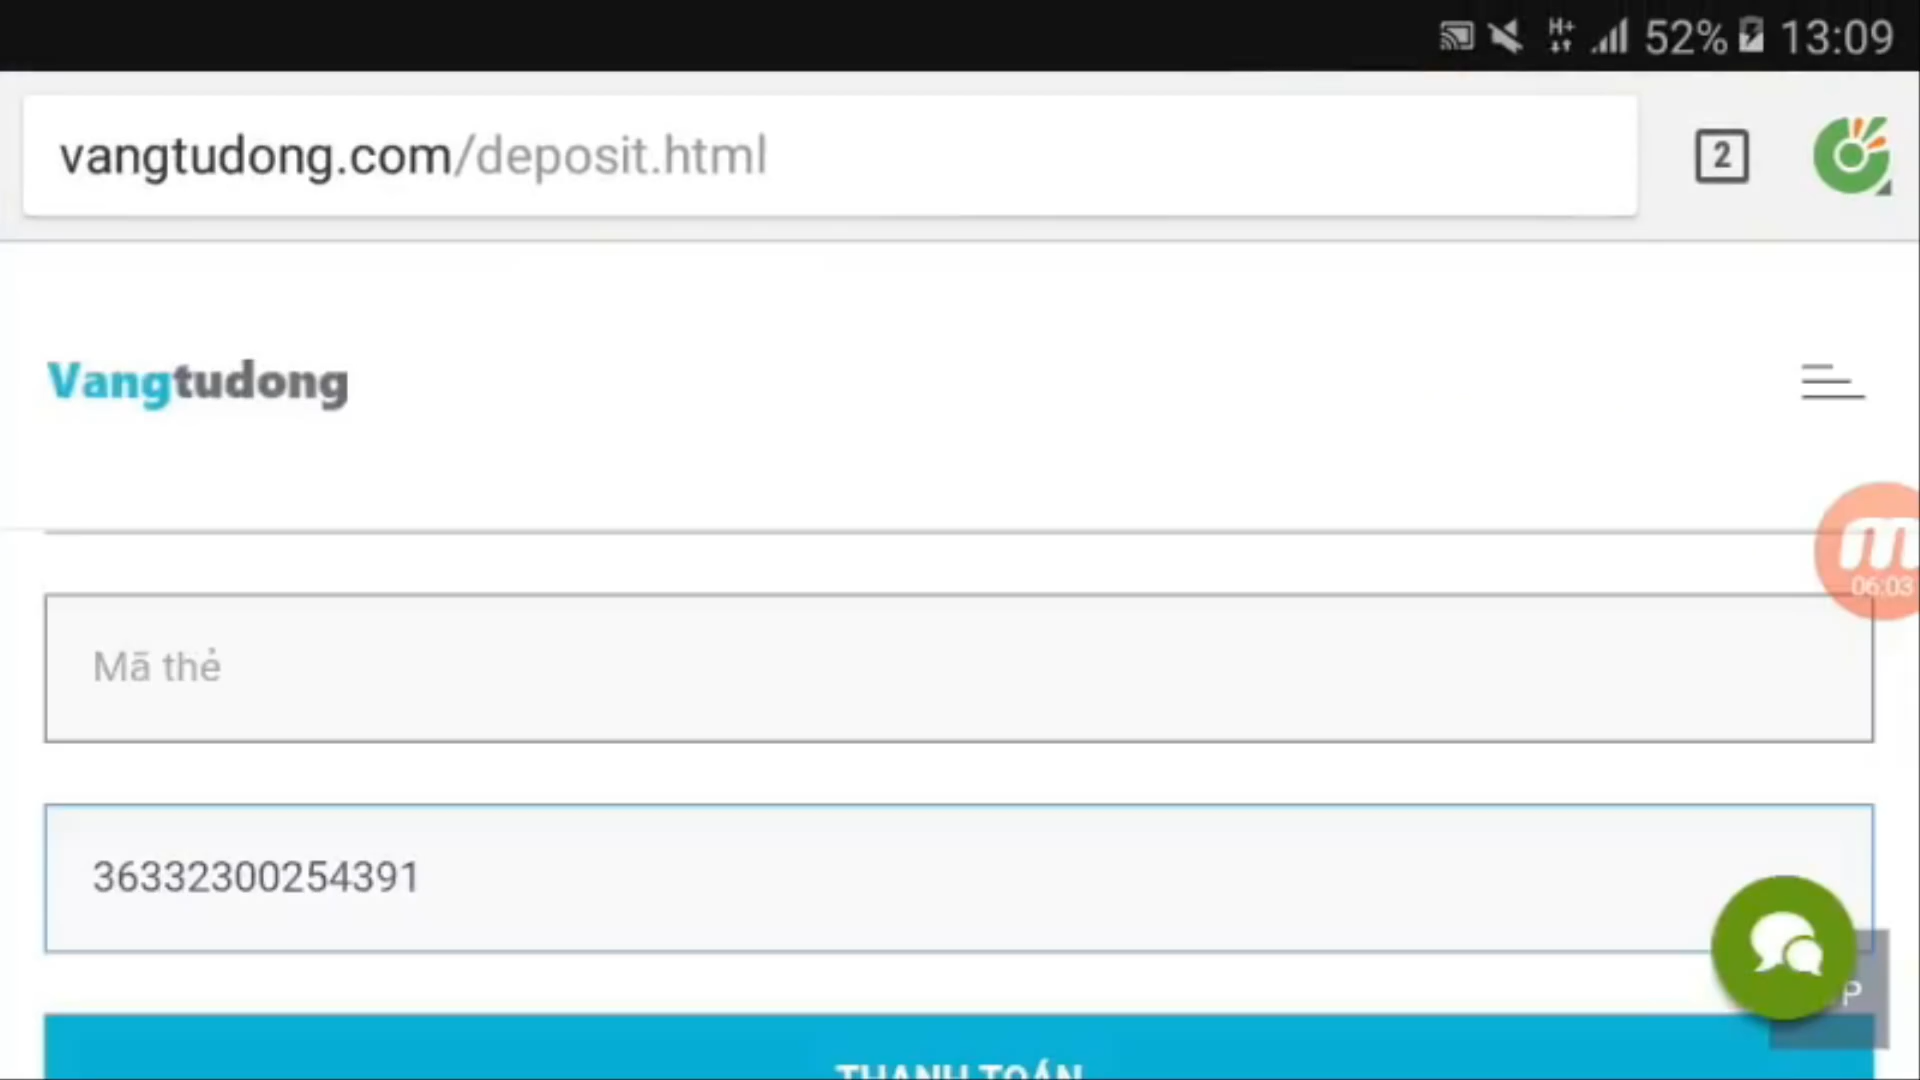 H+ 52% 13:09
vangtudong.com/deposit.html
2
Vangtudong
m
06:03
Mã thẻ
36332300254391
P
THANH TOÁN